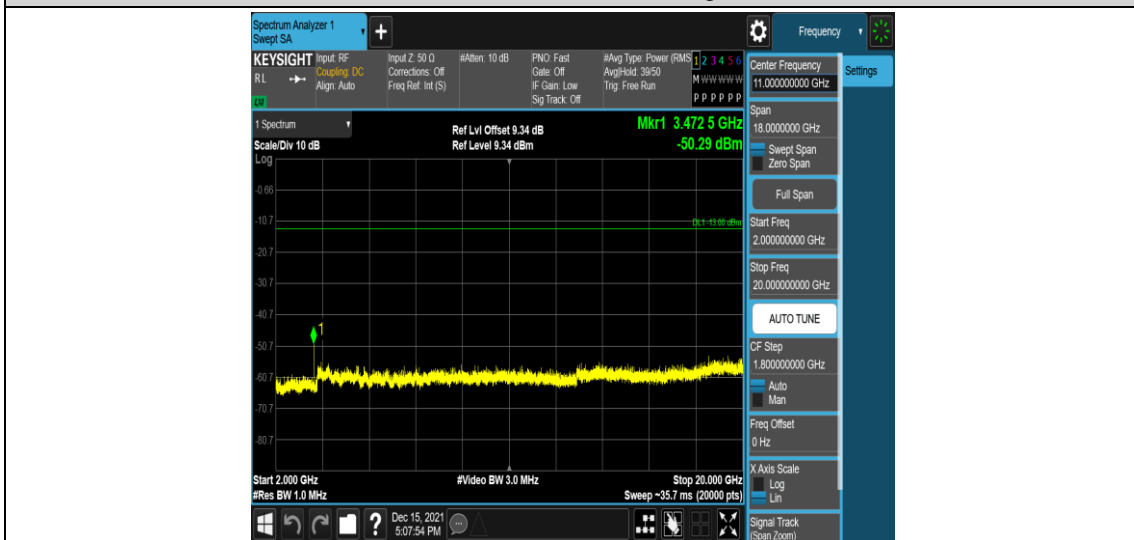 Spectrum Analyzer 1
Swept SA
Frequency
KEYSIGHT
RL
LXI
Input: RF
Coupling: DC
Align: Auto
Input Z: 50 Ω
Corrections: Off
Freq Ref: Int (S)
#Atten: 10 dB
PNO: Fast
Gate: Off
IF Gain: Low
Sig Track: Off
#Avg Type: Power (RMS
Avg|Hold: 39/50
Trig: Free Run
1 2 3 4 5 6
M W W W W W
P P P P P P
1 Spectrum
Scale/Div 10 dB
Log
Ref Lvl Offset 9.34 dB
Ref Level 9.34 dBm
Mkr1 3.472 5 GHz
-50.29 dBm
-0.66
-10.7
DL1 -13.00 dBm
-20.7
-30.7
-40.7
1
-50.7
-60.7
-70.7
-80.7
Start 2.000 GHz
#Res BW 1.0 MHz
#Video BW 3.0 MHz
Stop 20.000 GHz
Sweep ~35.7 ms (20000 pts)
Center Frequency
11.000000000 GHz
Settings
Span
18.0000000 GHz
Swept Span
Zero Span
Full Span
Start Freq
2.000000000 GHz
Stop Freq
20.000000000 GHz
AUTO TUNE
CF Step
1.800000000 GHz
Auto
Man
Freq Offset
0 Hz
X Axis Scale
Log
Lin
Signal Track
(Span Zoom)
?
Dec 15, 2021
5:07:54 PM